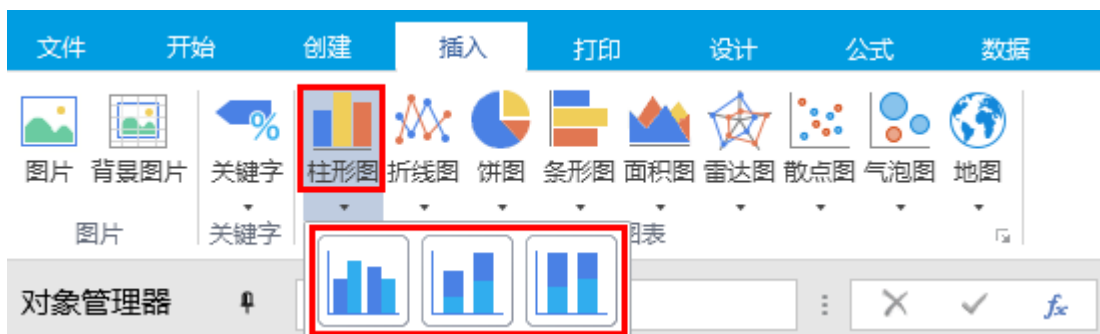 文件 开始 创建 插入 打印 设计 公式 数据
图片 背景图片 关键字 柱形图 折线图 饼图 条形图 面积图 雷达图 散点图 气泡图 地图
图片 关键字 图表
对象管理器 fx